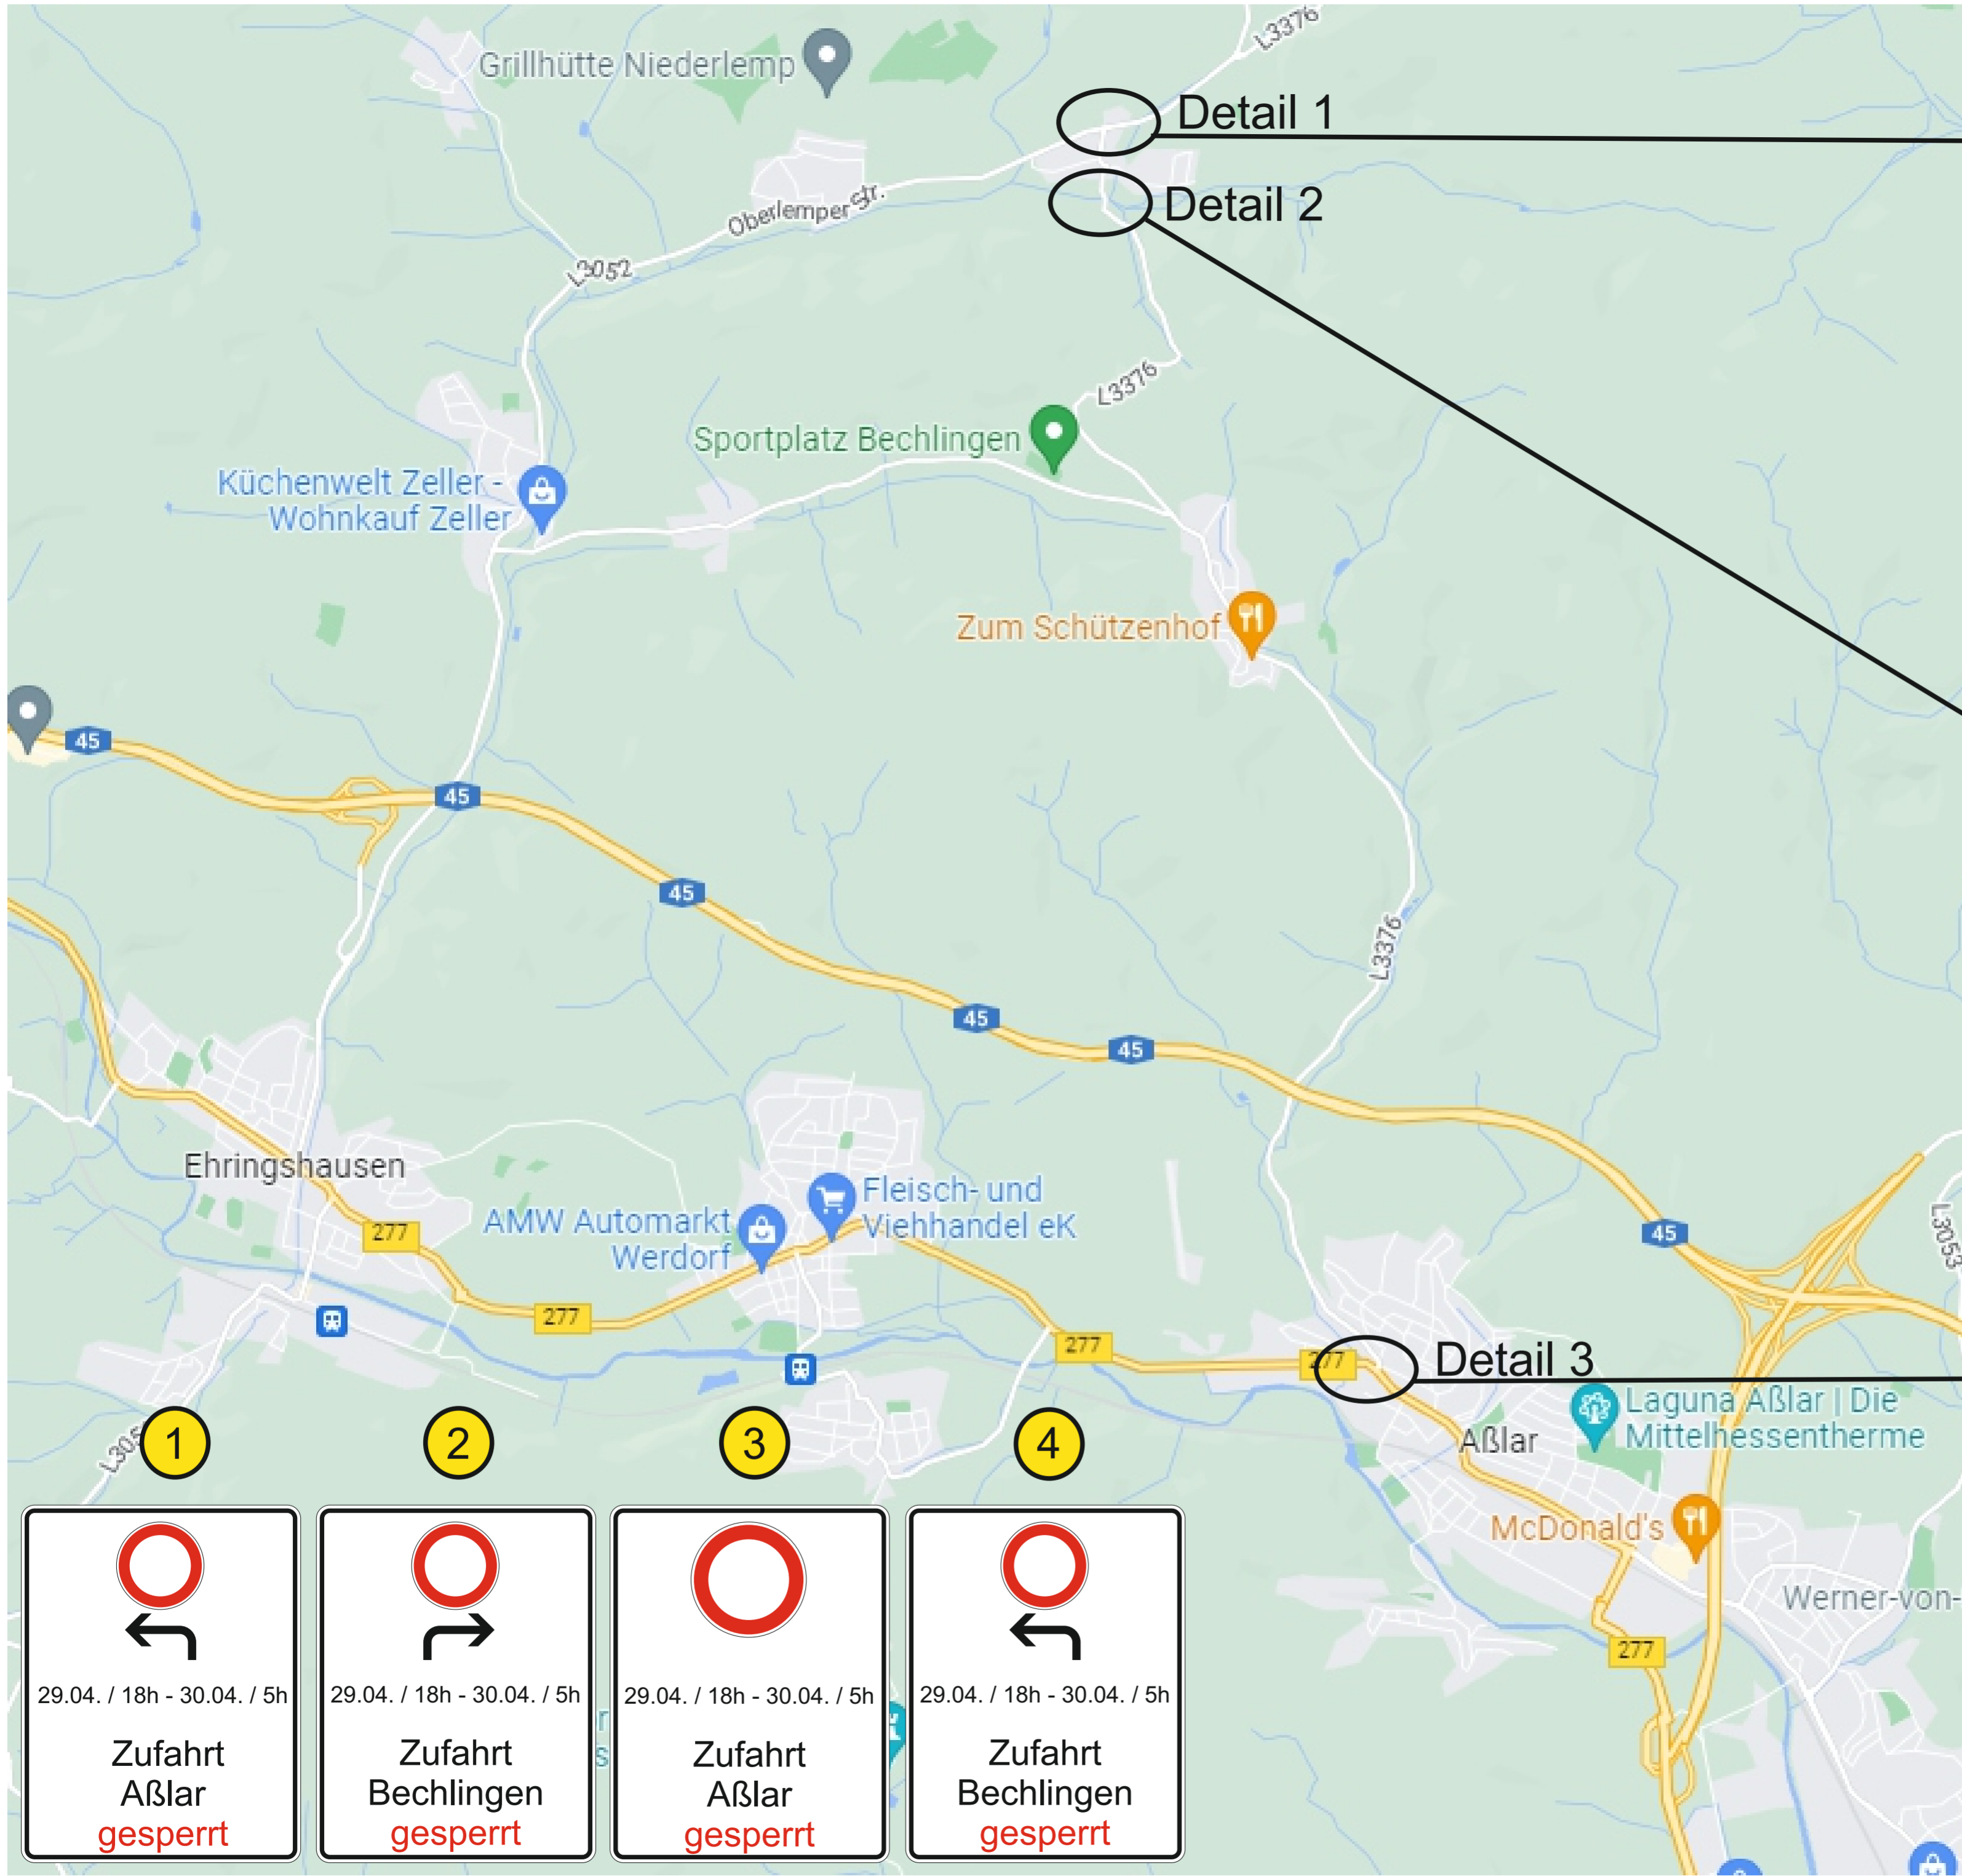 L3376
Grillhütte Niederlemp
Detail 1
Oberlemper Str.
Detail 2
L3052
L3376
Sportplatz Bechlingen
Küchenwelt Zeller -
Wohnkauf Zeller
Zum Schützenhof
45
45
45
L3376
45
45
Ehringshausen
Fleisch- und
Viehhandel eK
AMW Automarkt
Werdorf
277
45
L3053
277
277
277
Detail 3
Laguna Aßlar | Die
Mittelhessentherme
Aßlar
McDonald's
Werner-von-
277
1
2
3
4
29.04. / 18h - 30.04. / 5h
Zufahrt
Aßlar
gesperrt
29.04. / 18h - 30.04. / 5h
Zufahrt
Bechlingen
gesperrt
29.04. / 18h - 30.04. / 5h
Zufahrt
Aßlar
gesperrt
29.04. / 18h - 30.04. / 5h
Zufahrt
Bechlingen
gesperrt